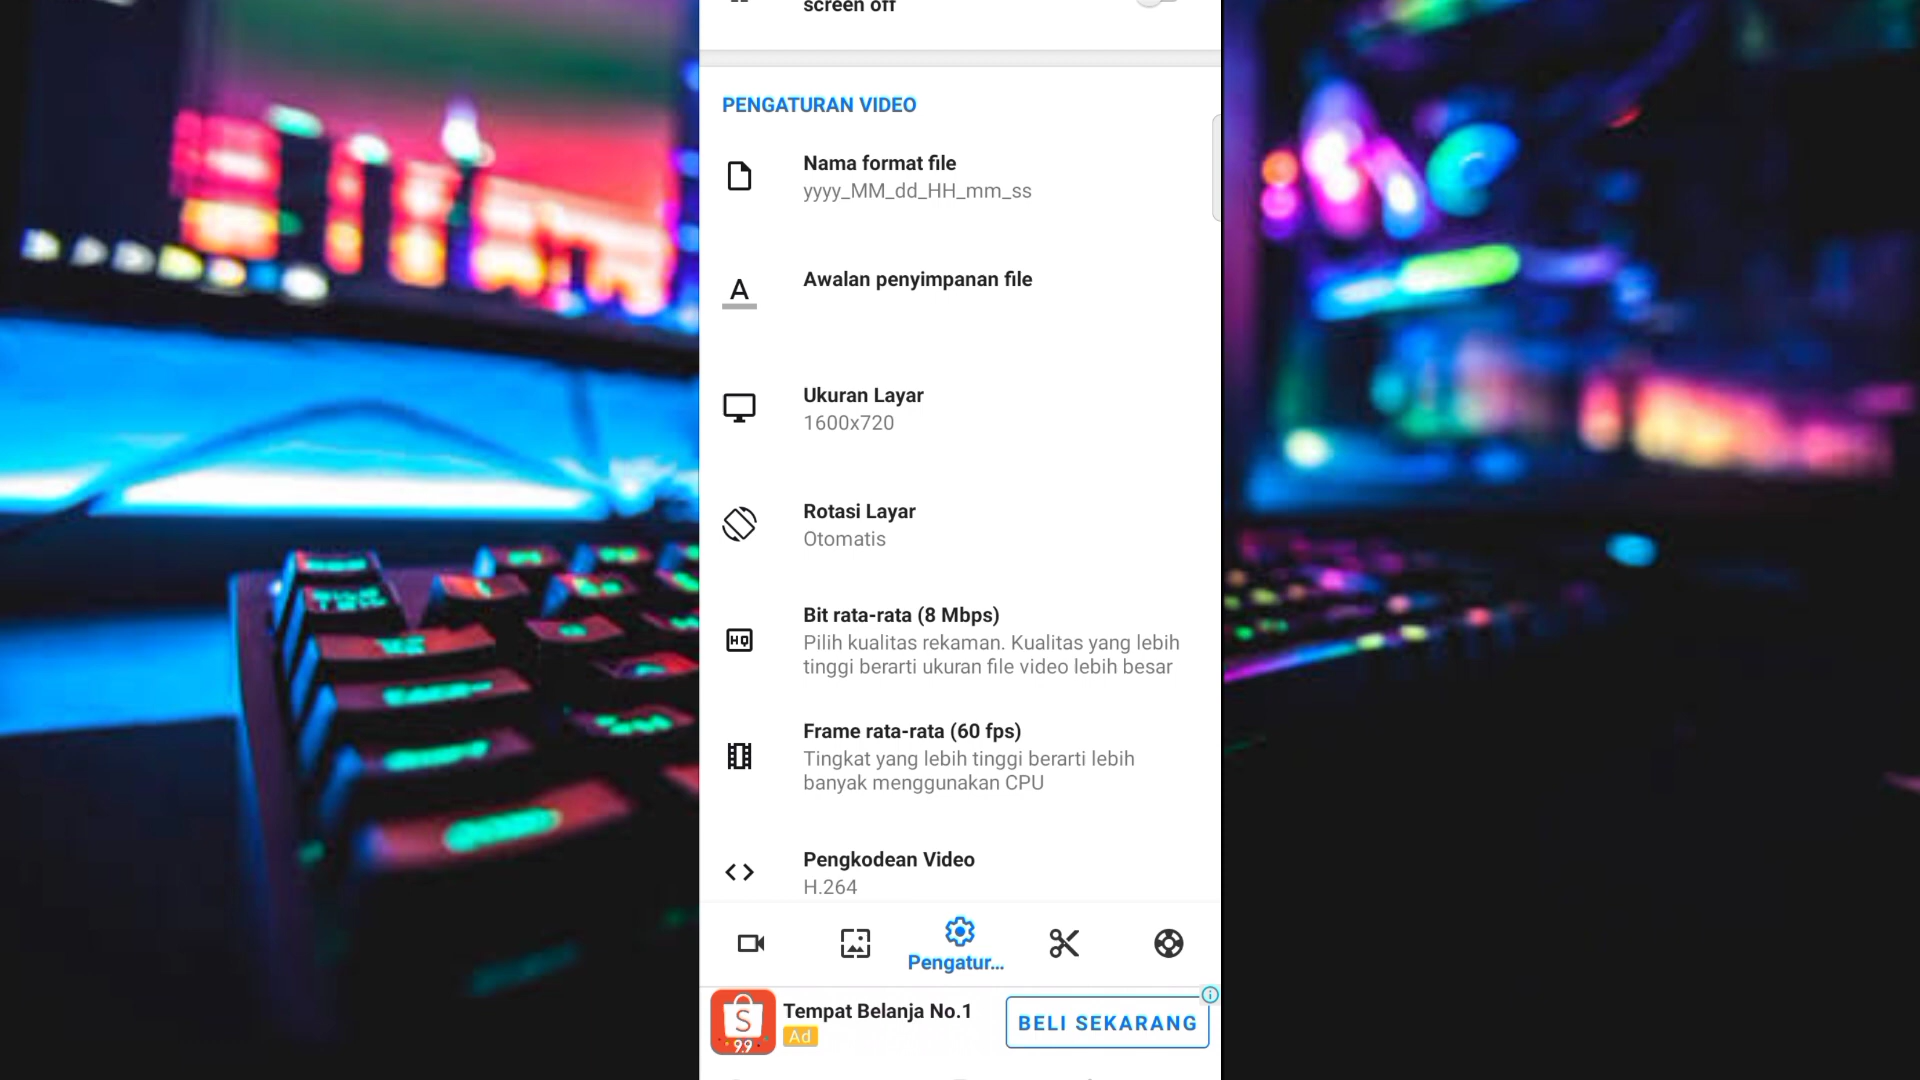 screen off
PENGATURAN VIDEO
Nama format file
yyyy_MM_dd_HH_mm_ss
A
Awalan penyimpanan file
Ukuran Layar
1600x720
Rotasi Layar
Otomatis
HQ
Bit rata-rata (8 Mbps)
Pilih kualitas rekaman. Kualitas yang lebih
tinggi berarti ukuran file video lebih besar
Frame rata-rata (60 fps)
Tingkat yang lebih tinggi berarti lebih
banyak menggunakan CPU
Pengkodean Video
H.264
Pengatur...
S
9.9
Tempat Belanja No.1
Ad
BELI SEKARANG